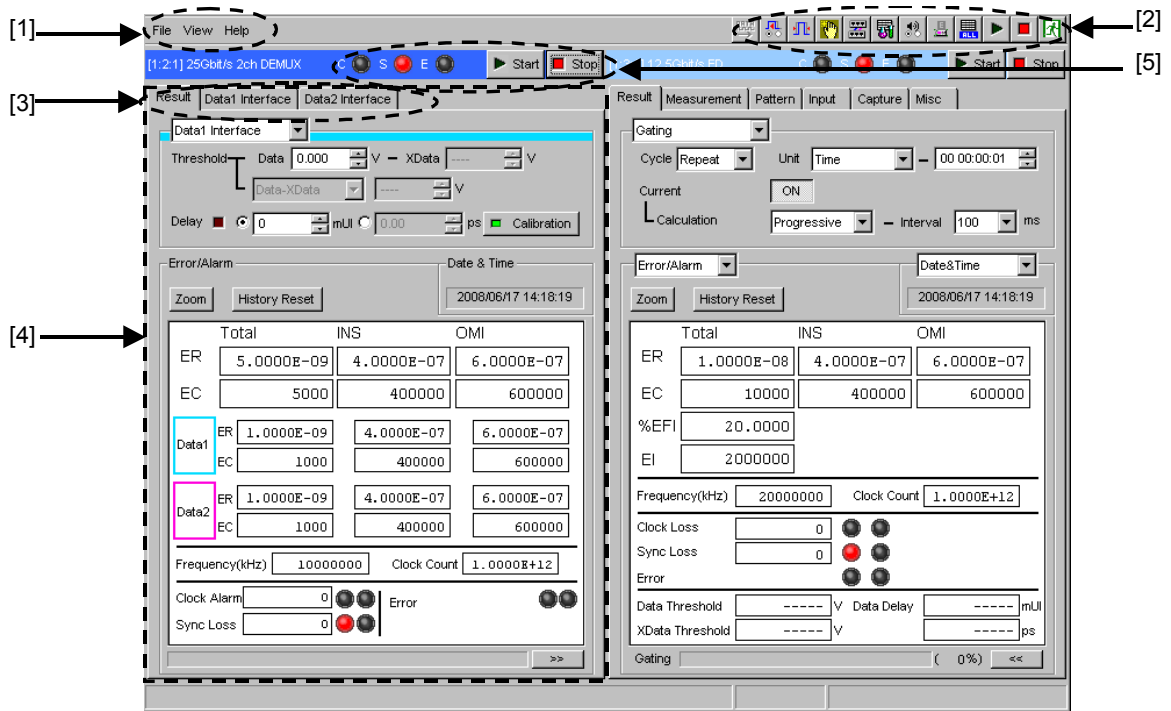 [1]
[2]
[3]
[4]
[5]
File View Help
ALL
[1:2:1] 25Gbit/s 2ch DEMUX C S E Start Stop
12.5Gbit/s ED C S E Start Stop
Result Data1 Interface Data2 Interface
Data1 Interface
Threshold Data 0.000 V – XData ---- V
Data-XData ---- V
Delay 0 mUI 0.00 ps Calibration
Error/Alarm Date & Time
Zoom History Reset 2008/06/17 14:18:19
Total INS OMI
ER 5.0000E-09 4.0000E-07 6.0000E-07
EC 5000 400000 600000
Data1
ER 1.0000E-09 4.0000E-07 6.0000E-07
EC 1000 400000 600000
Data2
ER 1.0000E-09 4.0000E-07 6.0000E-07
EC 1000 400000 600000
Frequency(kHz) 10000000 Clock Count 1.0000E+12
Clock Alarm 0 Error
Sync Loss 0
>>
Result Measurement Pattern Input Capture Misc
Gating
Cycle Repeat Unit Time – 00 00:00:01
Current ON
Calculation Progressive – Interval 100 ms
Error/Alarm Date&Time
Zoom History Reset 2008/06/17 14:18:19
Total INS OMI
ER 1.0000E-08 4.0000E-07 6.0000E-07
EC 10000 400000 600000
%EFI 20.0000
EI 2000000
Frequency(kHz) 20000000 Clock Count 1.0000E+12
Clock Loss 0
Sync Loss 0
Error
Data Threshold ----- V Data Delay ----- mUI
XData Threshold ----- V ----- ps
Gating ( 0%) <<